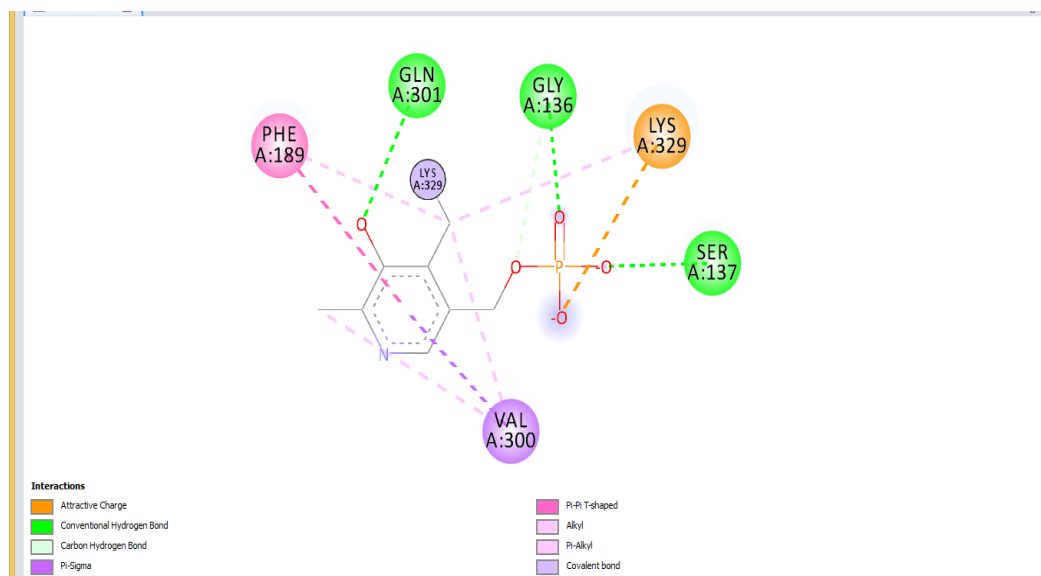 GLN
A:301
GLY
A:136
LYS
A:329
PHE
A:189
LYS
A:329
O
O
O
P
-O
SER
A:137
-O
N
VAL
A:300
Interactions
Attractive Charge
Conventional Hydrogen Bond
Carbon Hydrogen Bond
Pi-Sigma
Pi-Pi T-shaped
Alkyl
Pi-Alkyl
Covalent bond